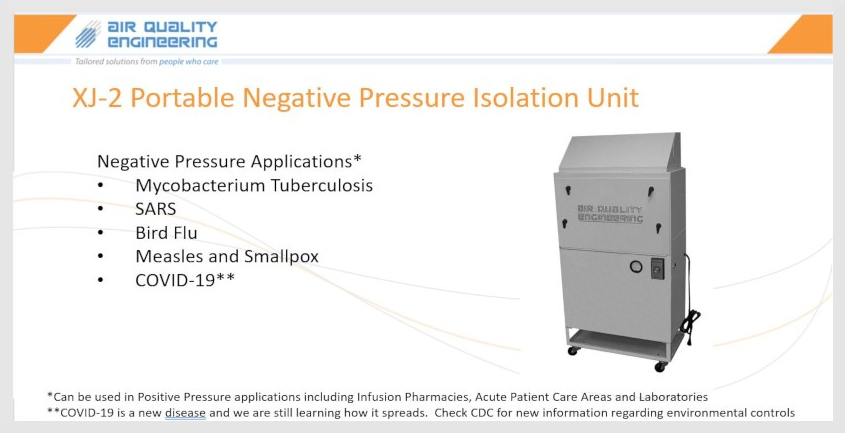 AIR QUALITY
ENGINEERING
Tailored solutions from people who care
XJ-2 Portable Negative Pressure Isolation Unit
Negative Pressure Applications*
• Mycobacterium Tuberculosis
• SARS
• Bird Flu
• Measles and Smallpox
• COVID-19**
AIR QUALITY
ENGINEERING
*Can be used in Positive Pressure applications including Infusion Pharmacies, Acute Patient Care Areas and Laboratories
**COVID-19 is a new disease and we are still learning how it spreads. Check CDC for new information regarding environmental controls